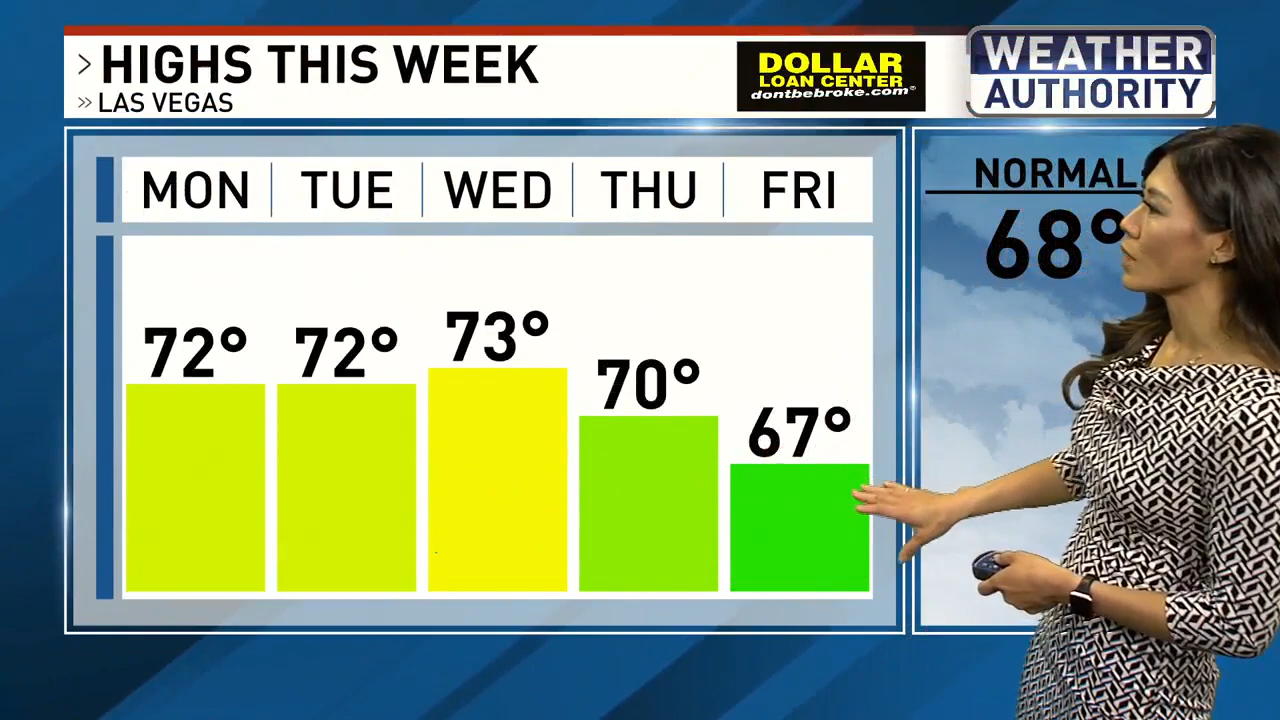 > HIGHS THIS WEEK
» LAS VEGAS
DOLLAR
LOAN CENTER
dontbebroke.com®
WEATHER
AUTHORITY
MON TUE WED THU FRI
72° 72° 73° 70° 67°
NORMAL
68°